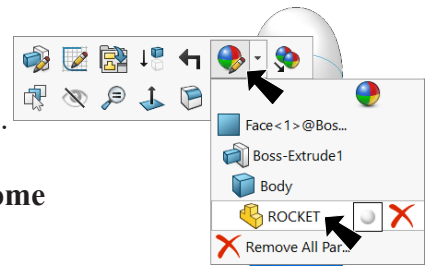 Face<1>@Bos...
Boss-Extrude1
.
Body
ome
ROCKET
Remove All Par...